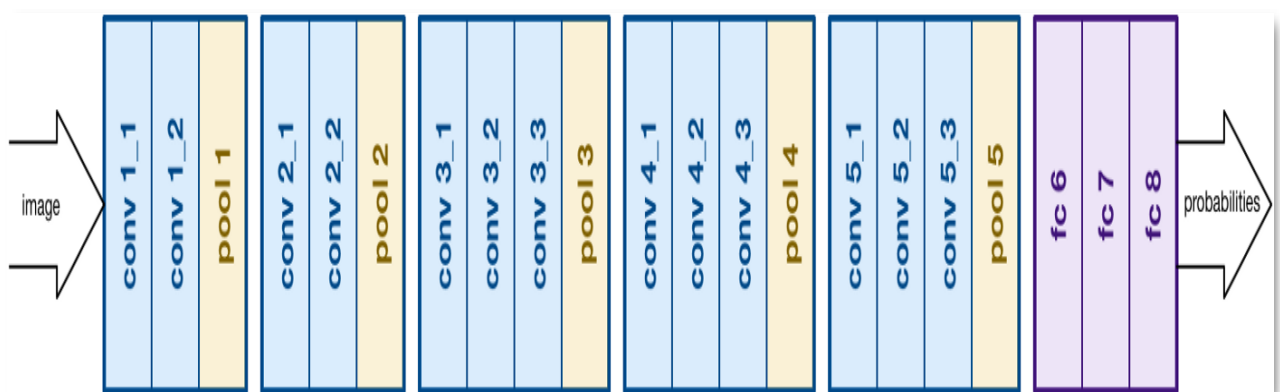 image
conv 1_1
conv 1_2
pool 1
conv 2_1
conv 2_2
pool 2
conv 3_1
conv 3_2
conv 3_3
pool 3
conv 4_1
conv 4_2
conv 4_3
pool 4
conv 5_1
conv 5_2
conv 5_3
pool 5
fc 6
fc 7
fc 8
probabilities